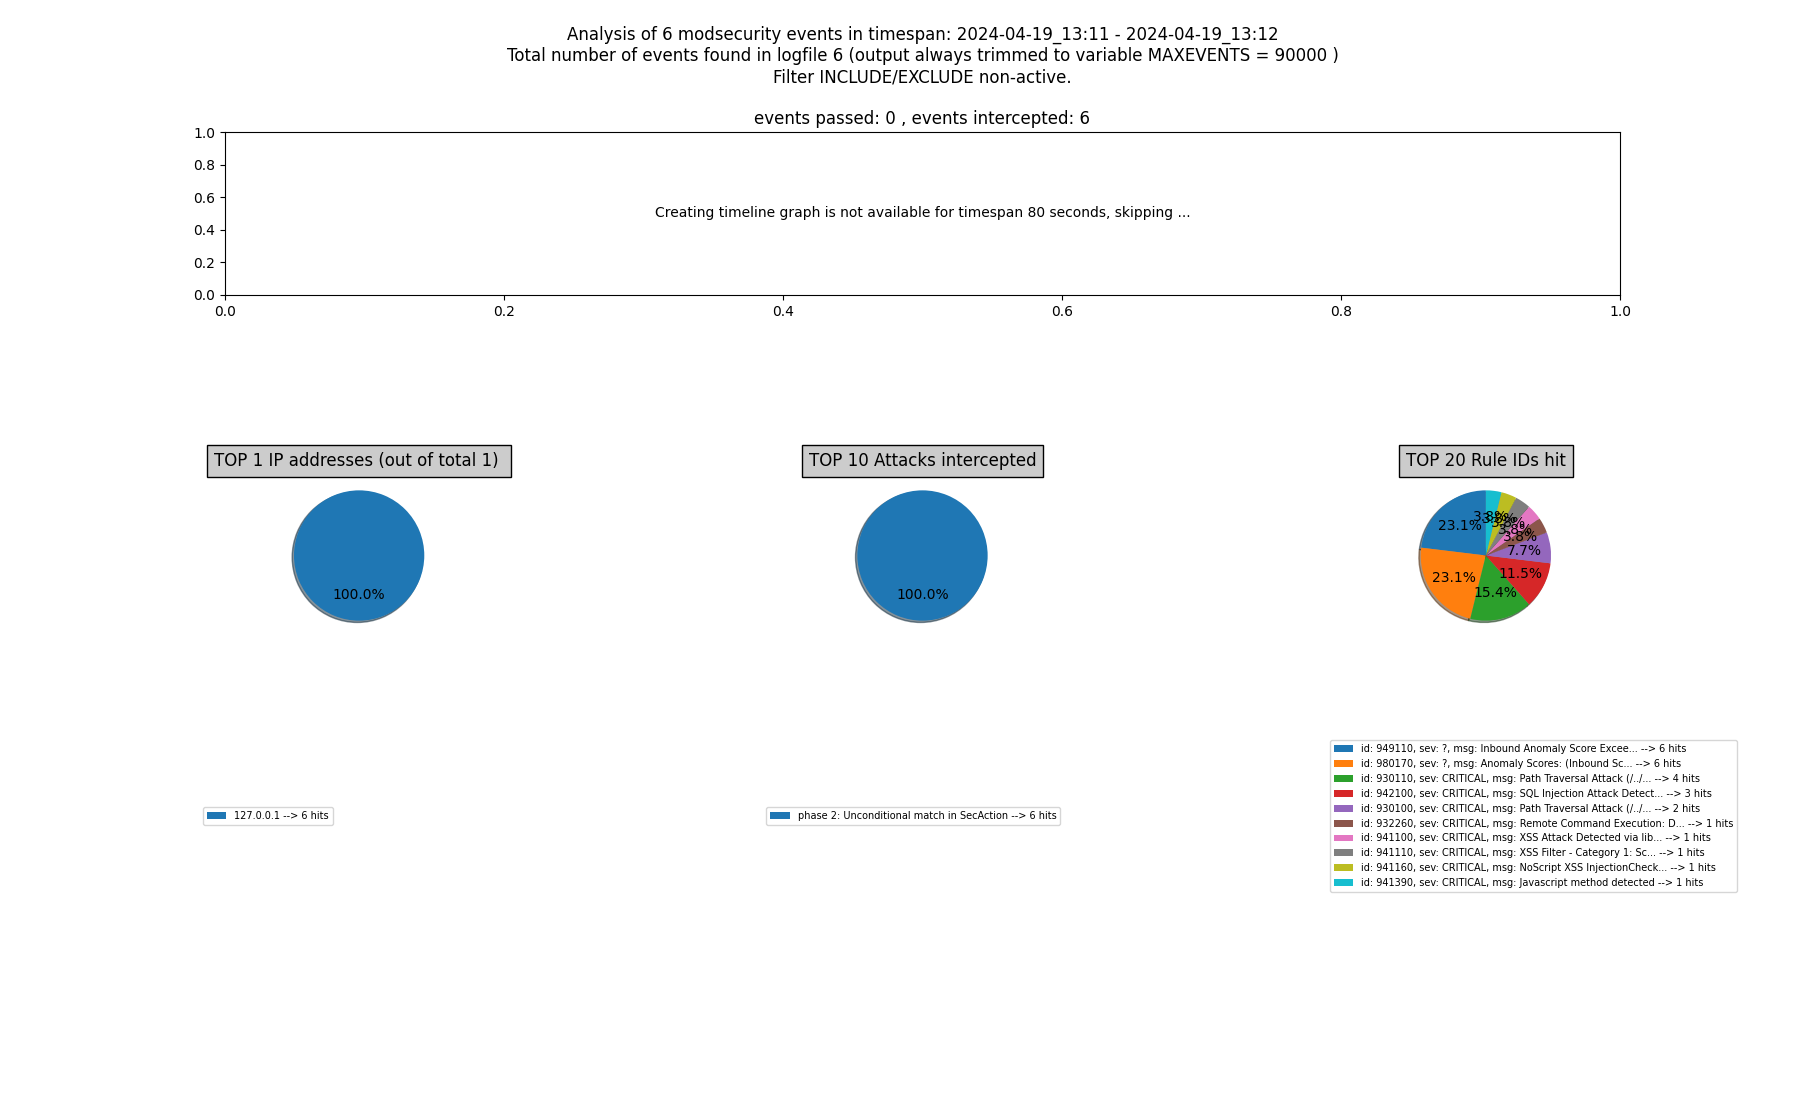 Analysis of 6 modsecurity events in timespan: 2024-04-19_13:11 - 2024-04-19_13:12
Total number of events found in logfile 6 (output always trimmed to variable MAXEVENTS = 90000 )
Filter INCLUDE/EXCLUDE non-active.
events passed: 0 , events intercepted: 6
1.0
0.8
0.6
0.4
0.2
0.0
Creating timeline graph is not available for timespan 80 seconds, skipping ...
0.0 0.2 0.4 0.6 0.8 1.0
TOP 1 IP addresses (out of total 1)
100.0%
127.0.0.1 --> 6 hits
TOP 10 Attacks intercepted
100.0%
phase 2: Unconditional match in SecAction --> 6 hits
TOP 20 Rule IDs hit
23.1%
23.1%
15.4%
11.5%
7.7%
3.8%
3.8%
3.8%
3.8%
3.8%
id: 949110, sev: ?, msg: Inbound Anomaly Score Excee... --> 6 hits
id: 980170, sev: ?, msg: Anomaly Scores: (Inbound Sc... --> 6 hits
id: 930110, sev: CRITICAL, msg: Path Traversal Attack (/../... --> 4 hits
id: 942100, sev: CRITICAL, msg: SQL Injection Attack Detect... --> 3 hits
id: 930100, sev: CRITICAL, msg: Path Traversal Attack (/../... --> 2 hits
id: 932260, sev: CRITICAL, msg: Remote Command Execution: D... --> 1 hits
id: 941100, sev: CRITICAL, msg: XSS Attack Detected via lib... --> 1 hits
id: 941110, sev: CRITICAL, msg: XSS Filter - Category 1: Sc... --> 1 hits
id: 941160, sev: CRITICAL, msg: NoScript XSS InjectionCheck... --> 1 hits
id: 941390, sev: CRITICAL, msg: Javascript method detected --> 1 hits